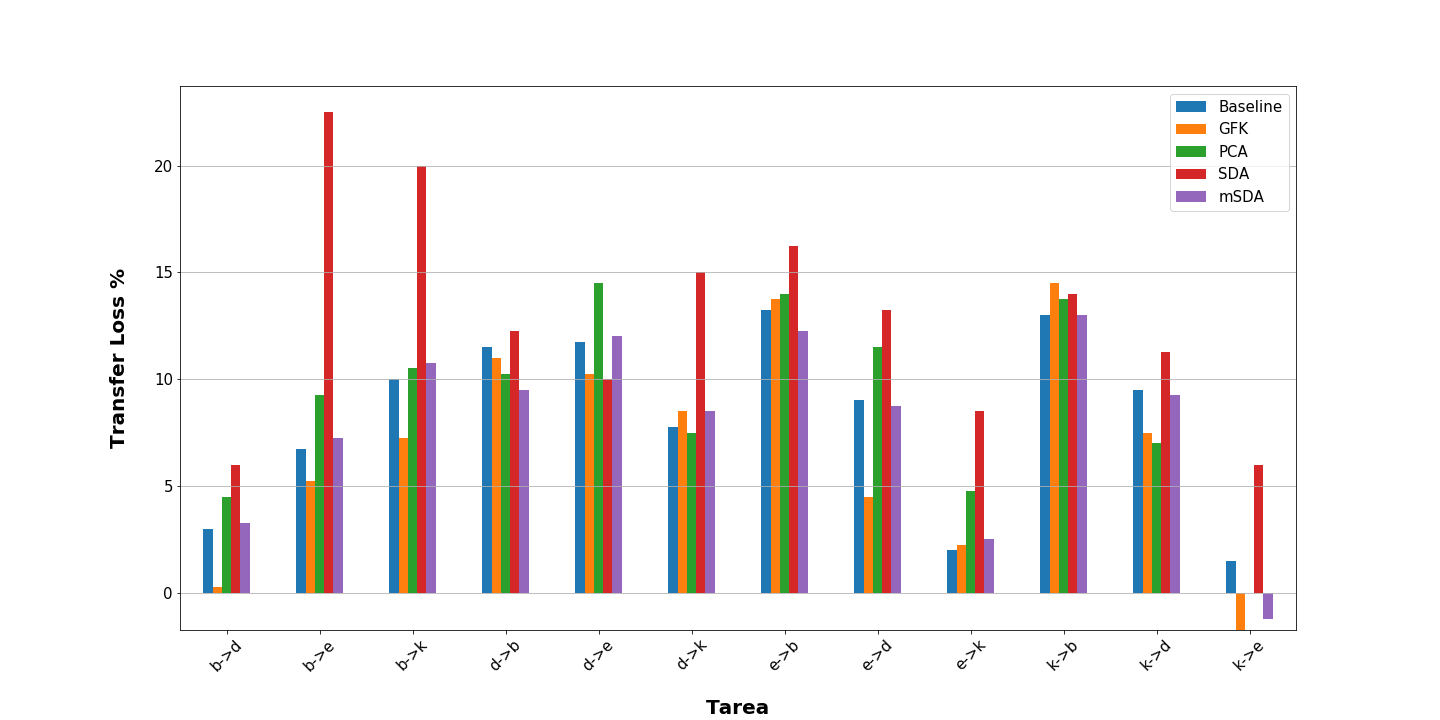 Baseline
GFK
PCA
SDA
mSDA
Transfer Loss %
20
15
10
5
0
b->d
b->e
b->k
d->b
d->e
d->k
e->b
e->d
e->k
k->b
k->d
k->e
Tarea